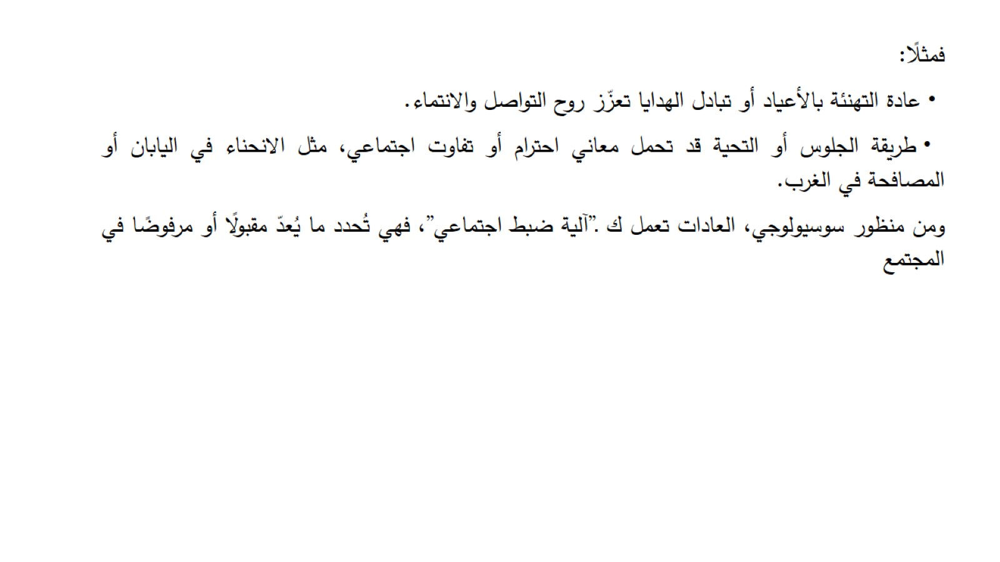 فمثلًا:
• عادة التهنئة بالأعياد أو تبادل الهدايا تعزّز روح التواصل والانتماء.
• طريقة الجلوس أو التحية قد تحمل معاني احترام أو تفاوت اجتماعي، مثل الانحناء في اليابان أو
المصافحة في الغرب.
ومن منظور سوسيولوجي، العادات تعمل ك .”آلية ضبط اجتماعي”، فهي تُحدد ما يُعدّ مقبولًا أو مرفوضًا في
المجتمع